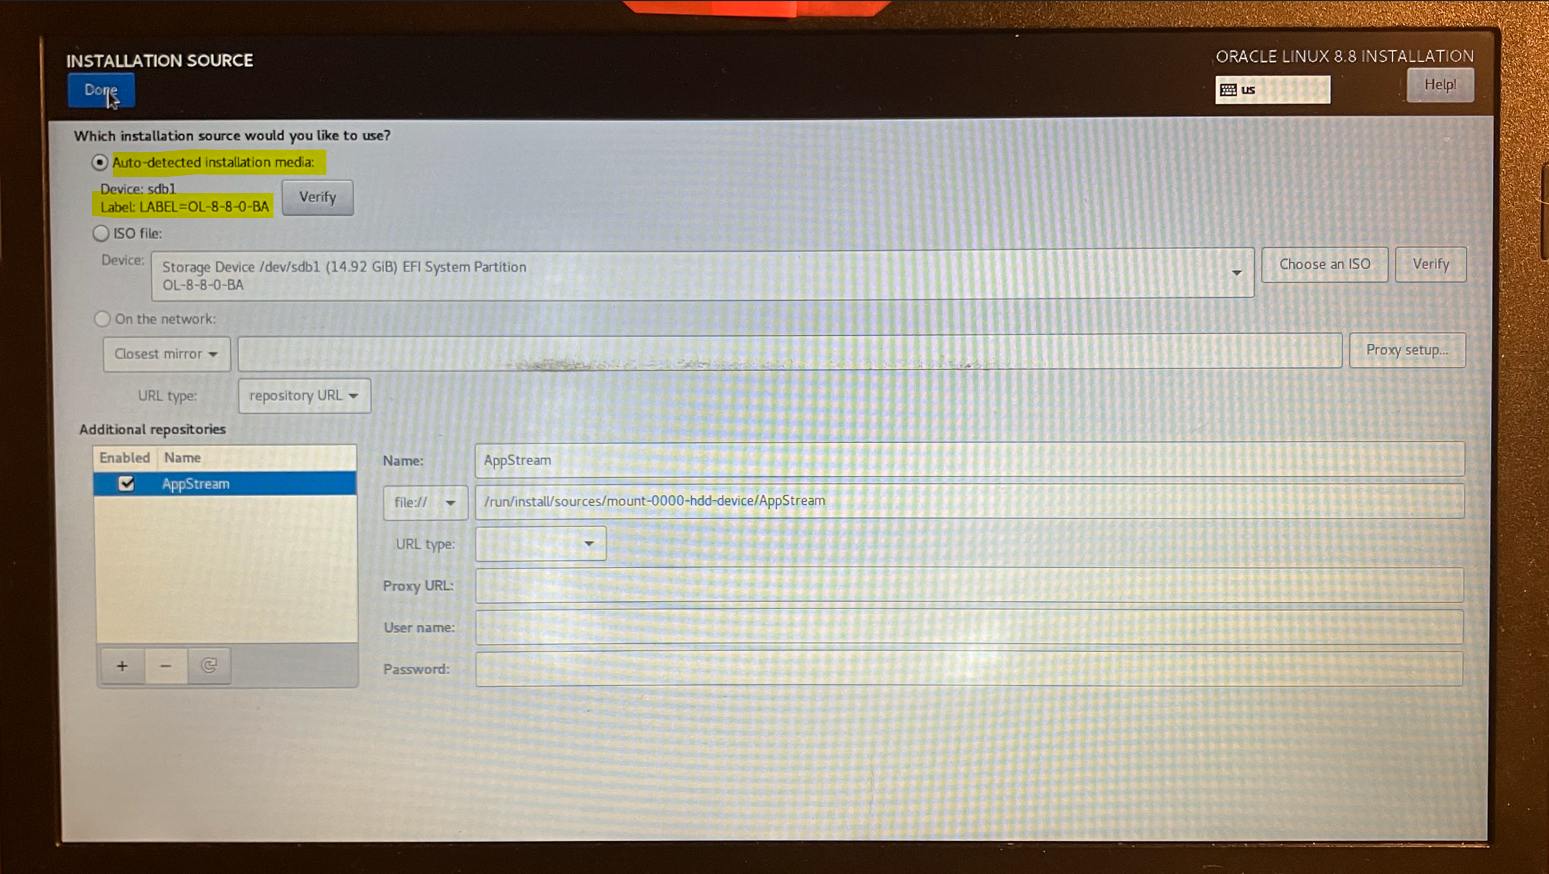 INSTALLATION SOURCE
ORACLE LINUX 8.8 INSTALLATION
Done
us
Help!
Which installation source would you like to use?
Auto-detected installation media:
Device: sdb1
Label: LABEL=OL-8-8-0-BA
Verify
ISO file:
Device:
Storage Device /dev/sdb1 (14.92 GiB) EFI System Partition
OL-8-8-0-BA
Choose an ISO
Verify
On the network:
Closest mirror
Proxy setup...
URL type:
repository URL
Additional repositories
Enabled Name
AppStream
Name:
AppStream
file://
/run/install/sources/mount-0000-hdd-device/AppStream
URL type:
Proxy URL:
User name:
Password: